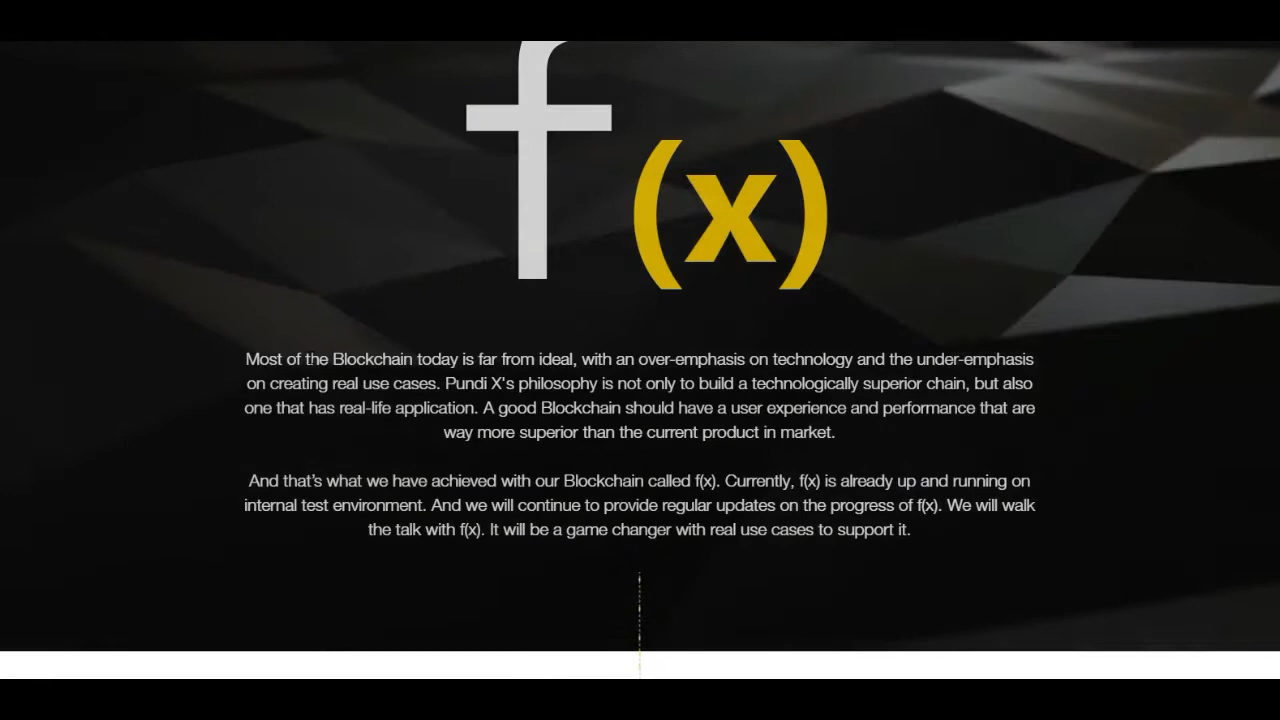 f(x)
Most of the Blockchain today is far from ideal, with an over-emphasis on technology and the under-emphasis
on creating real use cases. Pundi X's philosophy is not only to build a technologically superior chain, but also
one that has real-life application. A good Blockchain should have a user experience and performance that are
way more superior than the current product in market.
And that's what we have achieved with our Blockchain called f(x). Currently, f(x) is already up and running on
internal test environment. And we will continue to provide regular updates on the progress of f(x). We will walk
the talk with f(x). It will be a game changer with real use cases to support it.